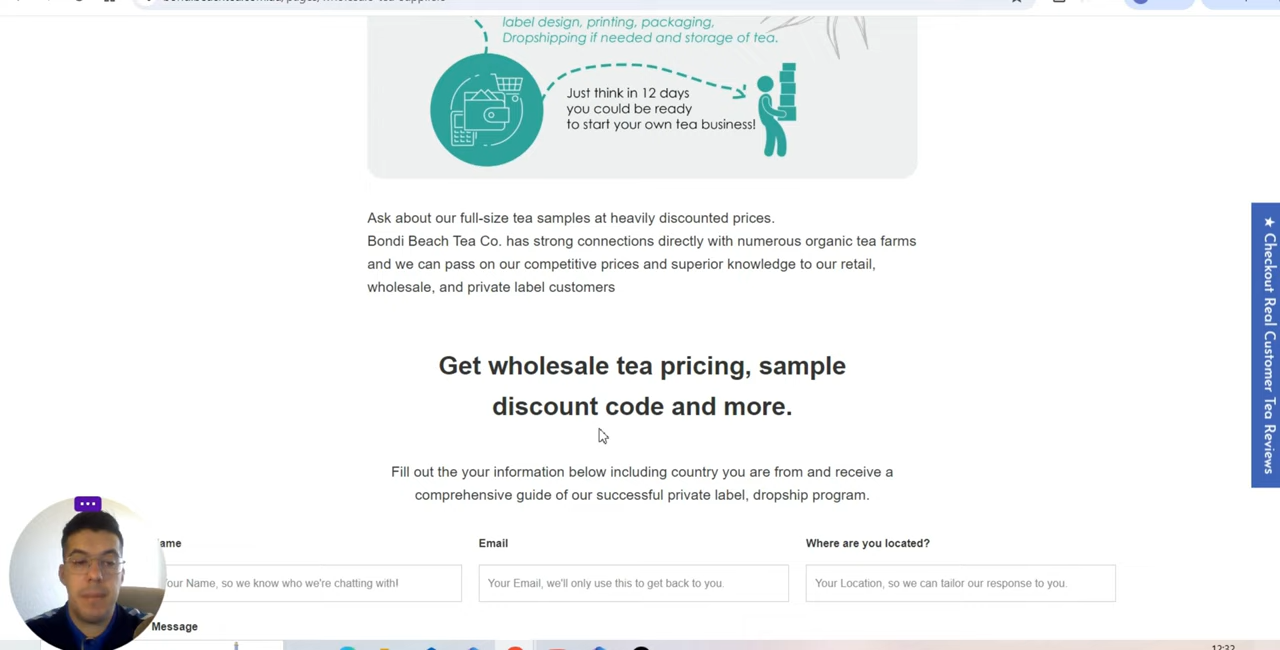 label design, printing, packaging,
Dropshipping if needed and storage of tea.
Just think in 12 days
you could be ready
to start your own tea business!
Ask about our full-size tea samples at heavily discounted prices.
Bondi Beach Tea Co. has strong connections directly with numerous organic tea farms
and we can pass on our competitive prices and superior knowledge to our retail,
wholesale, and private label customers
★ Checkout Real Customer Tea Reviews
Get wholesale tea pricing, sample
discount code and more.
Fill out the your information below including country you are from and receive a
comprehensive guide of our successful private label, dropship program.
ame
Email
Where are you located?
our Name, so we know who we're chatting with!
Your Email, we'll only use this to get back to you.
Your Location, so we can tailor our response to you.
Message
12:32